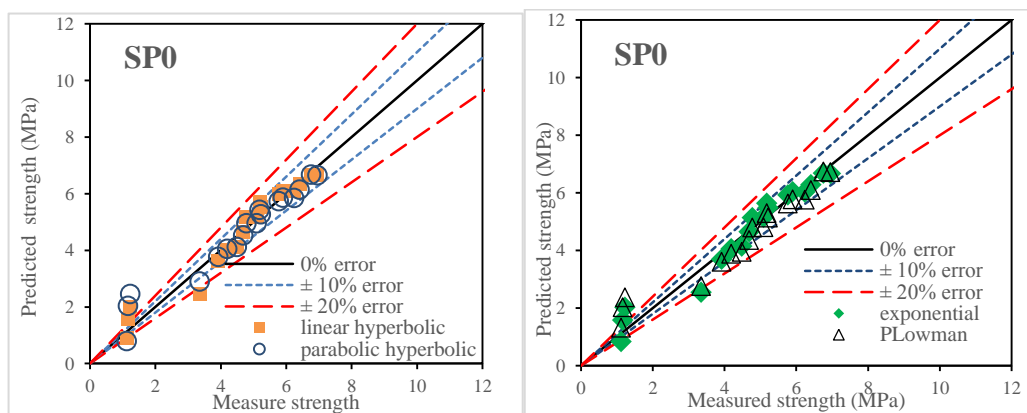 SP0
Predicted strength (MPa)
12
10
8
6
4
2
0
0% error
± 10% error
± 20% error
linear hyperbolic
parabolic hyperbolic
0 2 4 6 8 10 12
Measure strength
SP0
Predicted strength (MPa)
12
10
8
6
4
2
0
0% error
± 10% error
± 20% error
exponential
PLowman
0 2 4 6 8 10 12
Measured strength (MPa)